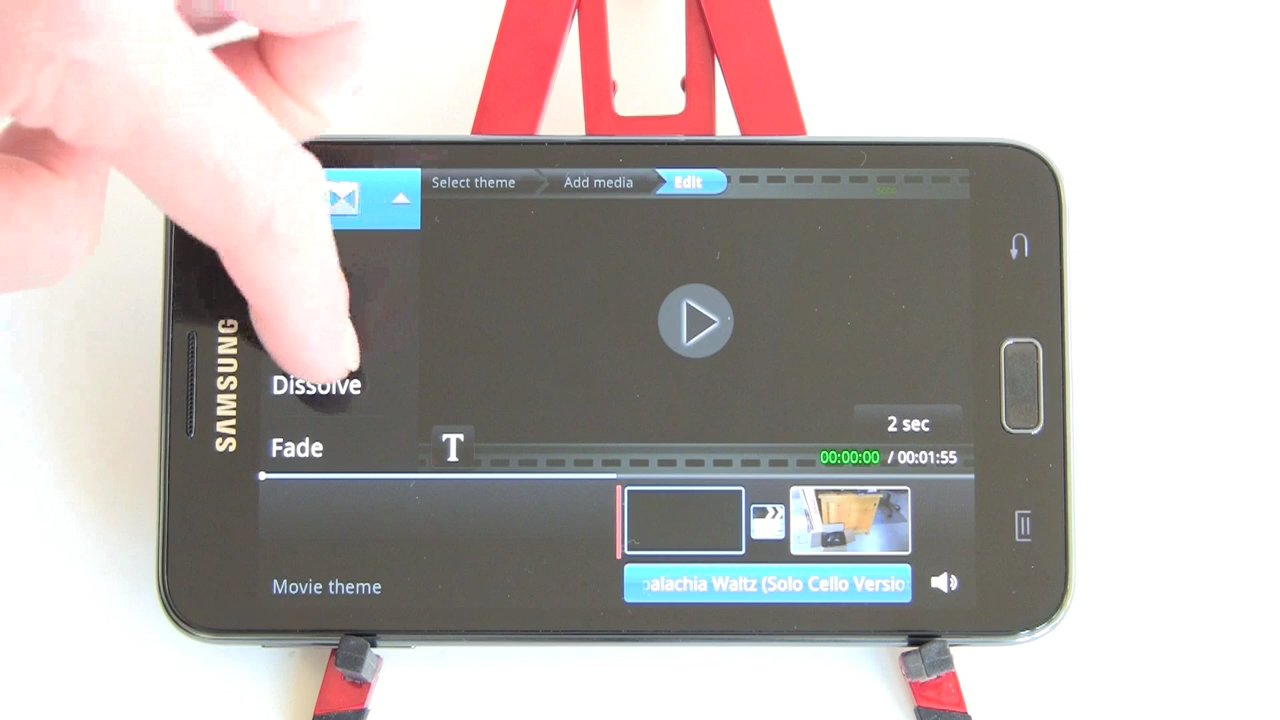 Select theme
Add media
Edit
SAMSUNG
Dissolve
Fade
T
2 sec
00:00:00 / 00:01:55
alachia Waltz (Solo Cello Versio
Movie theme